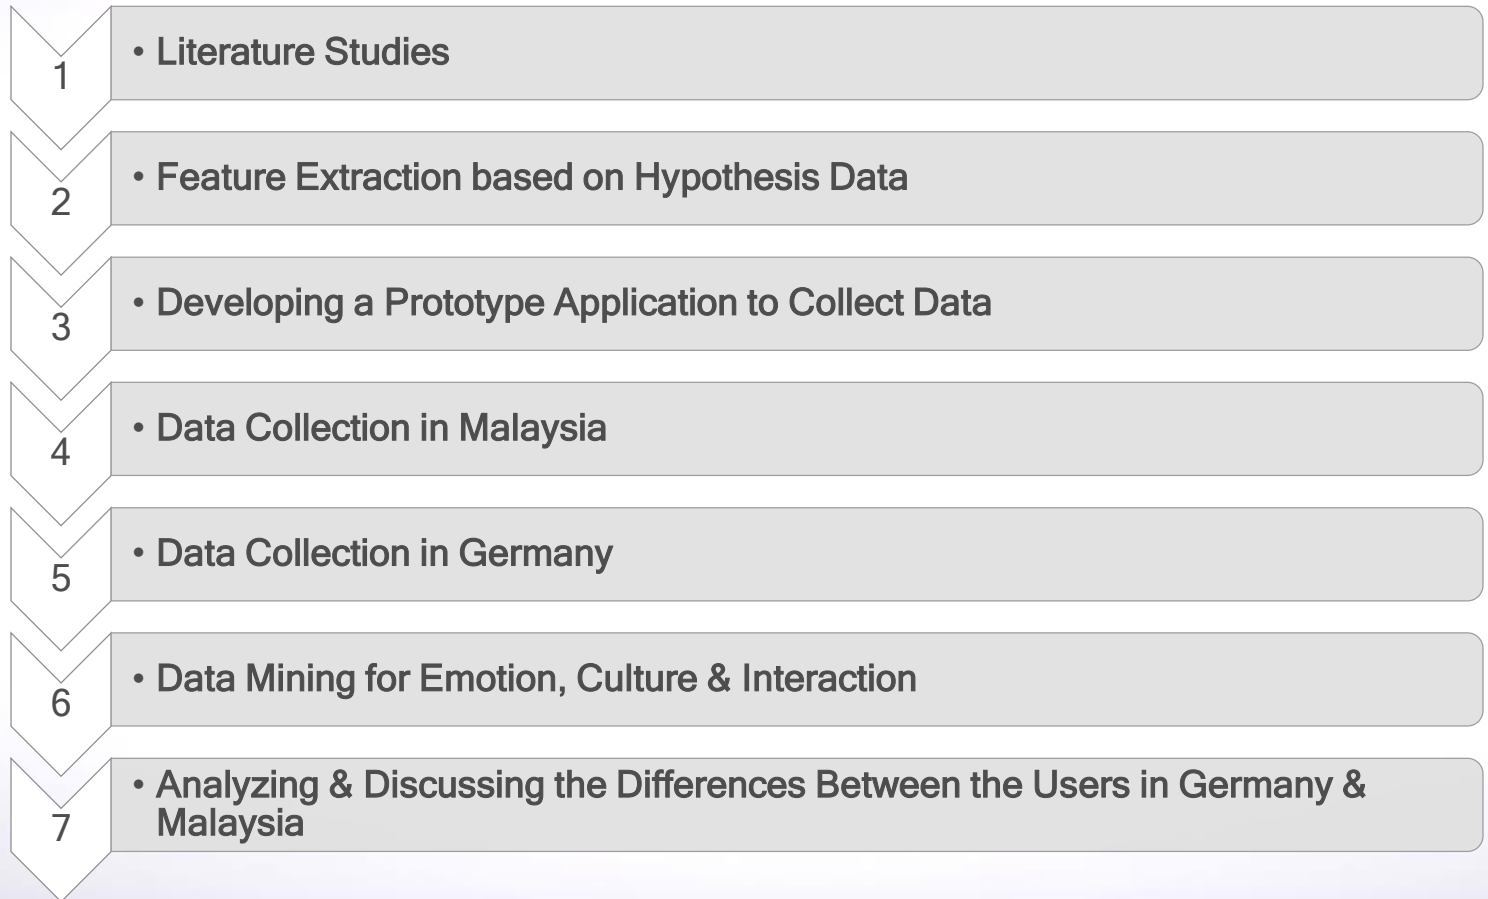 1
• Literature Studies
2
• Feature Extraction based on Hypothesis Data
3
• Developing a Prototype Application to Collect Data
4
• Data Collection in Malaysia
5
• Data Collection in Germany
6
• Data Mining for Emotion, Culture & Interaction
7
• Analyzing & Discussing the Differences Between the Users in Germany &
Malaysia